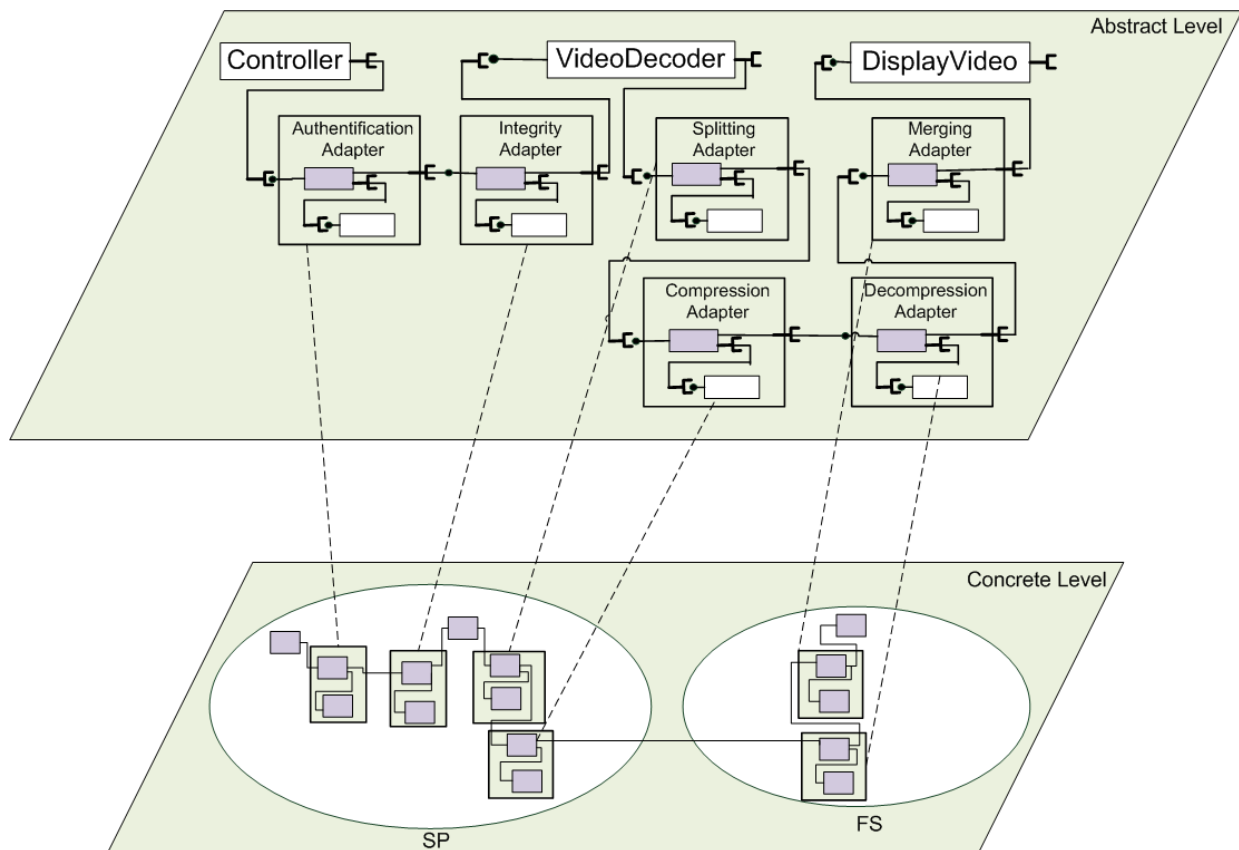 Abstract Level
Controller
VideoDecoder
DisplayVideo
Authentification
Adapter
Integrity
Adapter
Splitting
Adapter
Merging
Adapter
Compression
Adapter
Decompression
Adapter
Concrete Level
SP
FS